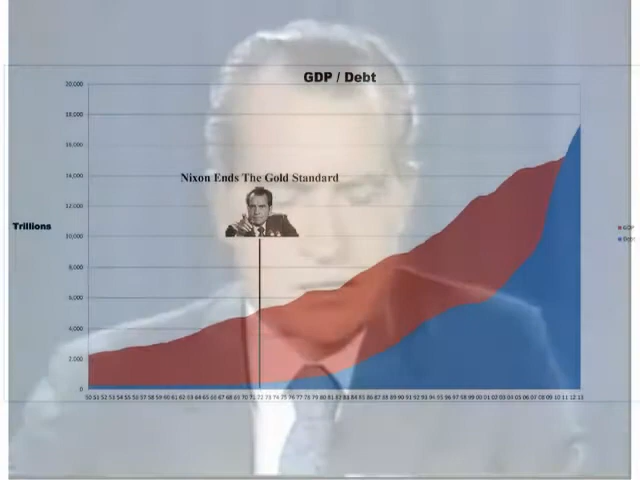 GDP / Debt
20,000
18,000
16,000
14,000
Nixon Ends The Gold Standard
12,000
Trillions
GDP
10,000
Debt
8,000
6,000
4,000
2,000
0
50 51 52 53 54 55 56 57 58 59 60 61 62 63 64 65 66 67 68 69 70 71 72 73 74 75 76 77 78 79 80 81 82 83 84 85 86 87 88 89 90 91 92 93 94 95 96 97 98 99 00 01 02 03 04 05 06 07 08 09 10 11 12 13